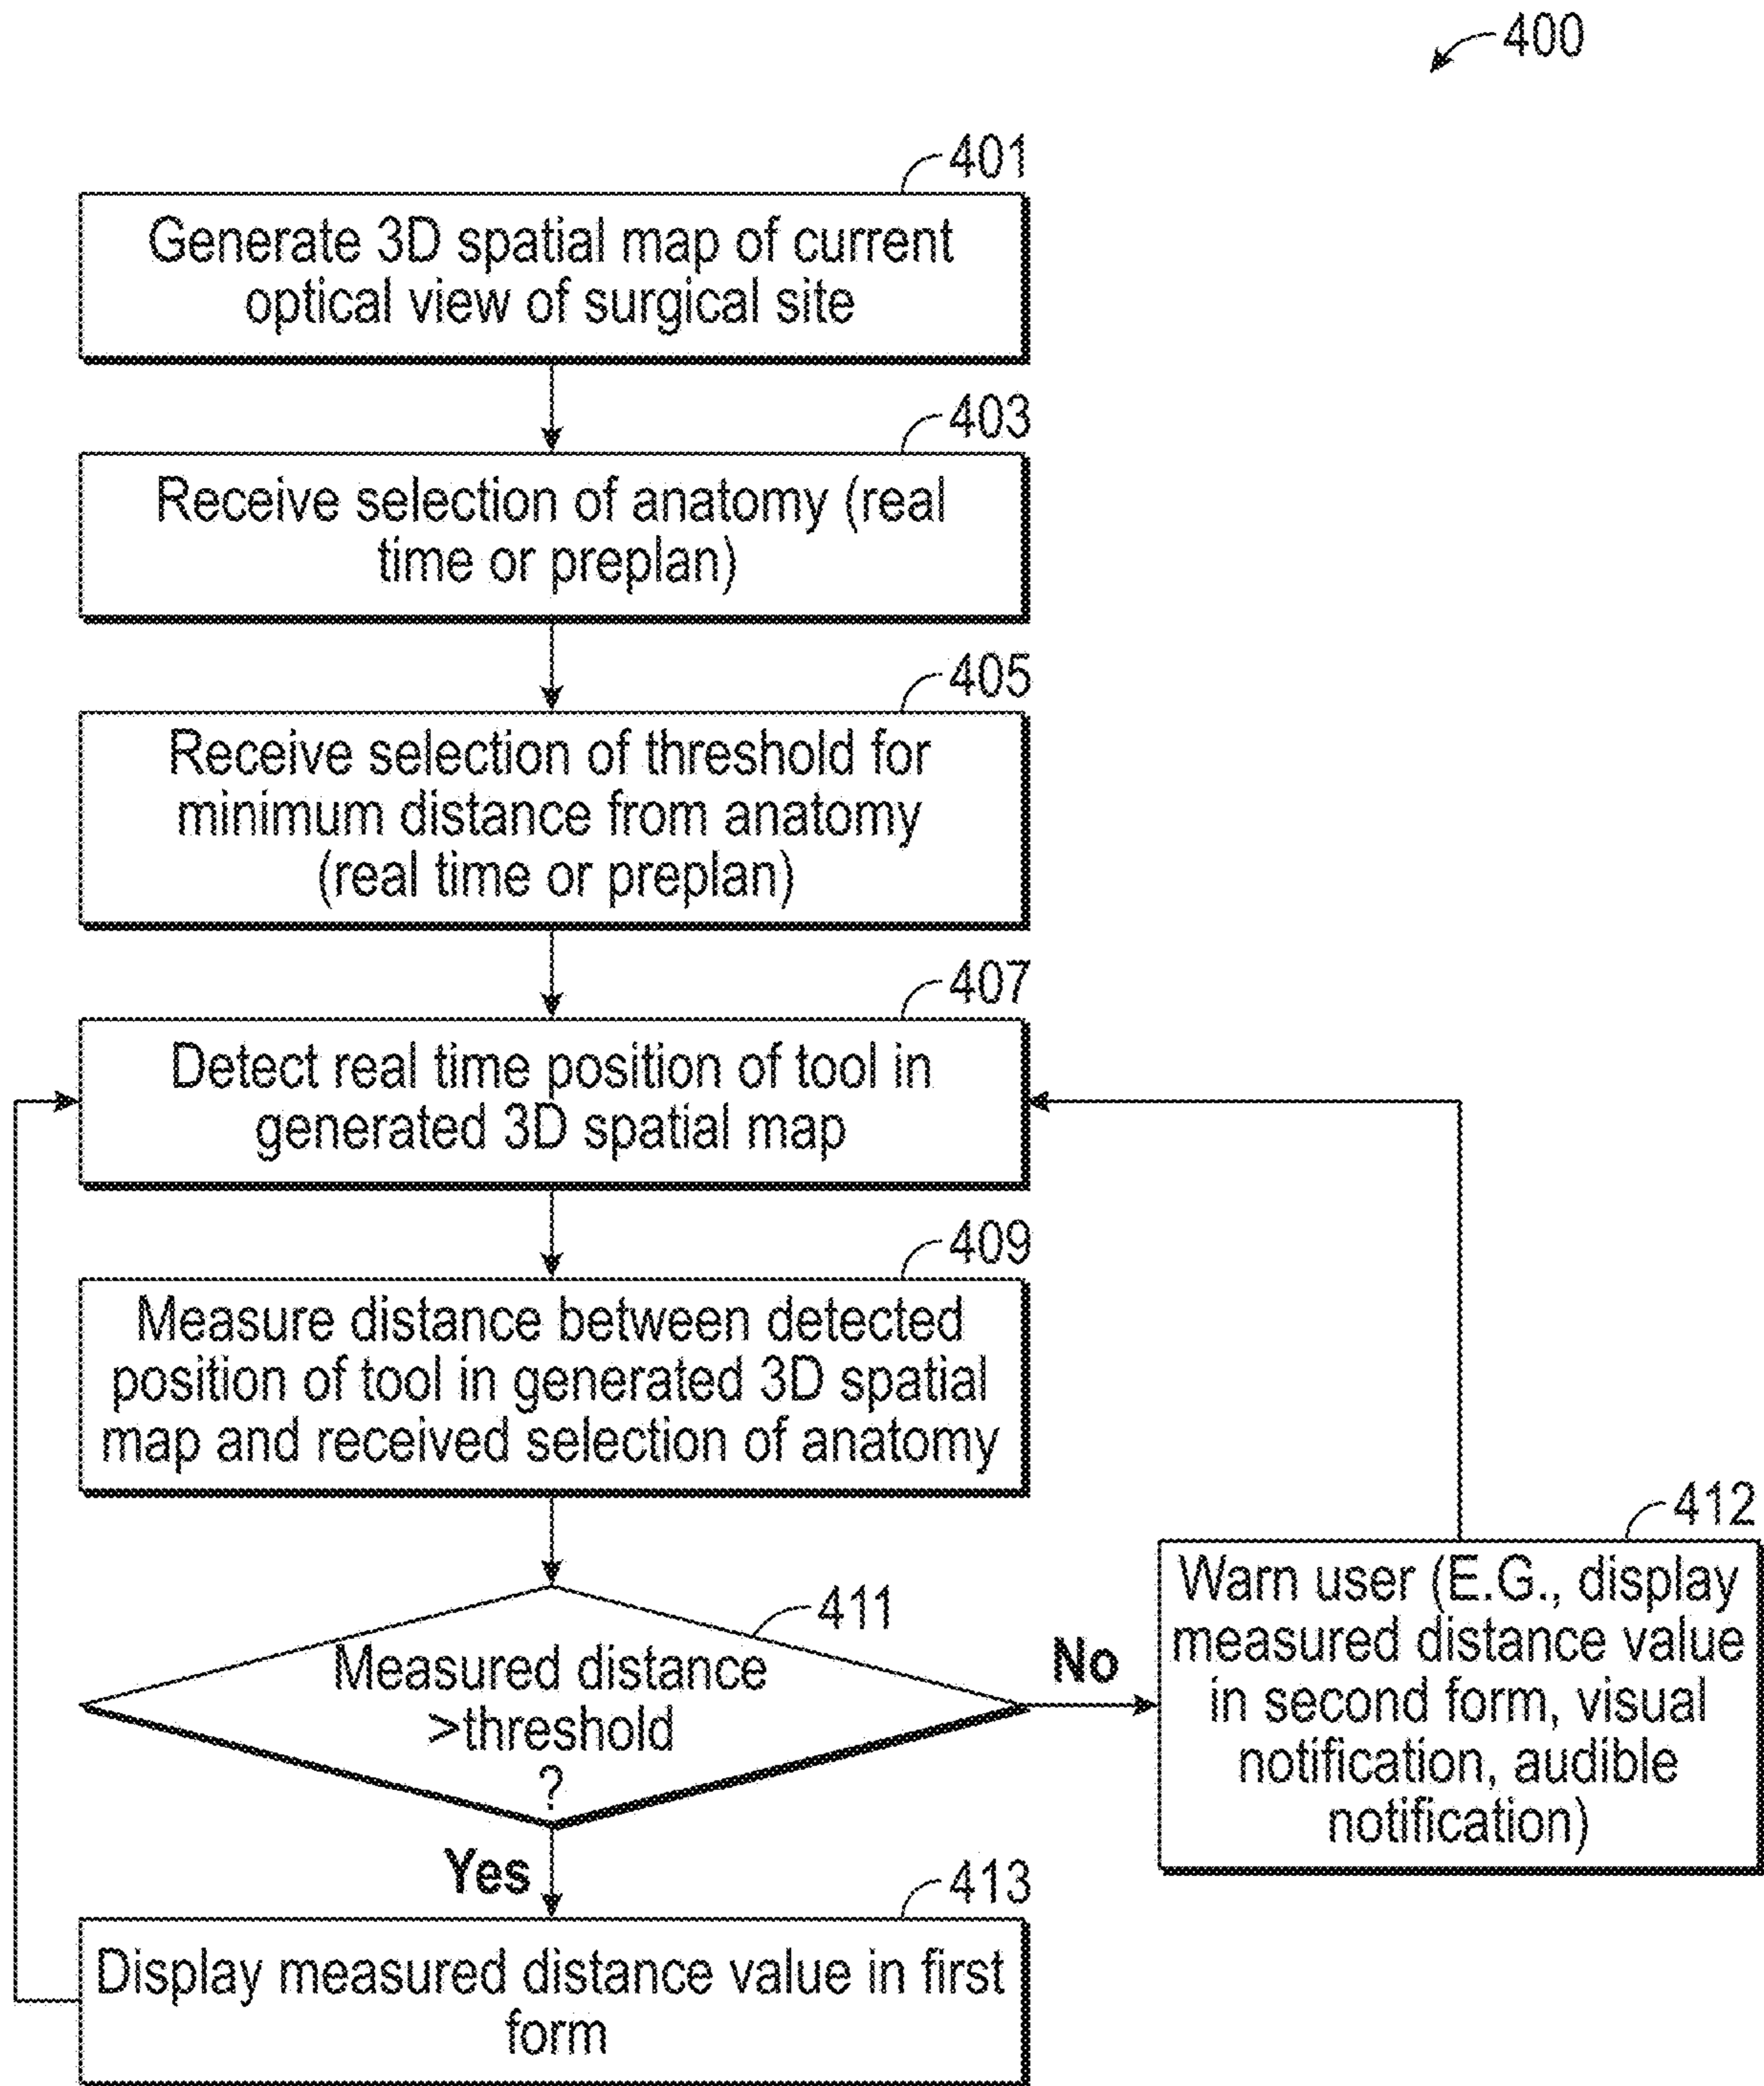 400
401
Generate 3D spatial map of current
optical view of surgical site
403
Receive selection of anatomy (real
time or preplan)
405
Receive selection of threshold for
minimum distance from anatomy
(real time or preplan)
407
Detect real time position of tool in
generated 3D spatial map
409
Measure distance between detected
position of tool in generated 3D spatial
map and received selection of anatomy
411
Measured distance
>threshold
?
No
412
Warn user (E.G., display
measured distance value
in second form, visual
notification, audible
notification)
Yes
413
Display measured distance value in first
form